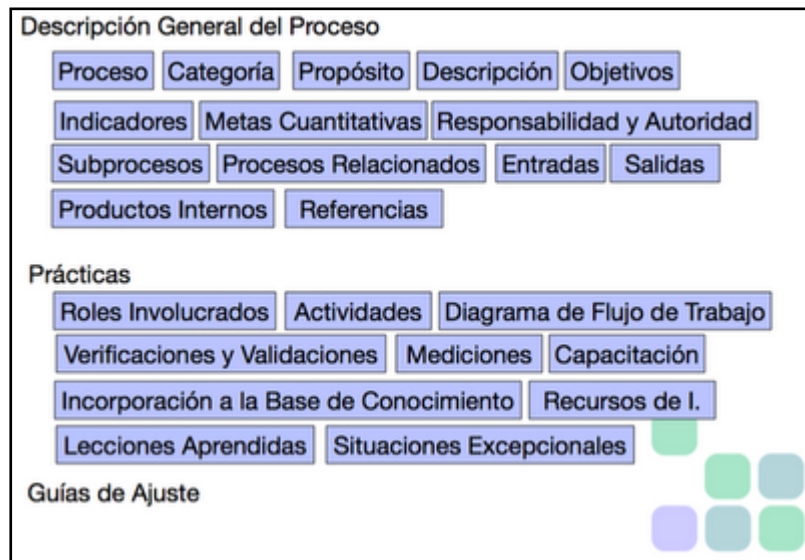 Descripción General del Proceso
Proceso Categoría Propósito Descripción Objetivos
Indicadores Metas Cuantitativas Responsabilidad y Autoridad
Subprocesos Procesos Relacionados Entradas Salidas
Productos Internos Referencias
Prácticas
Roles Involucrados Actividades Diagrama de Flujo de Trabajo
Verificaciones y Validaciones Mediciones Capacitación
Incorporación a la Base de Conocimiento Recursos de I.
Lecciones Aprendidas Situaciones Excepcionales
Guías de Ajuste